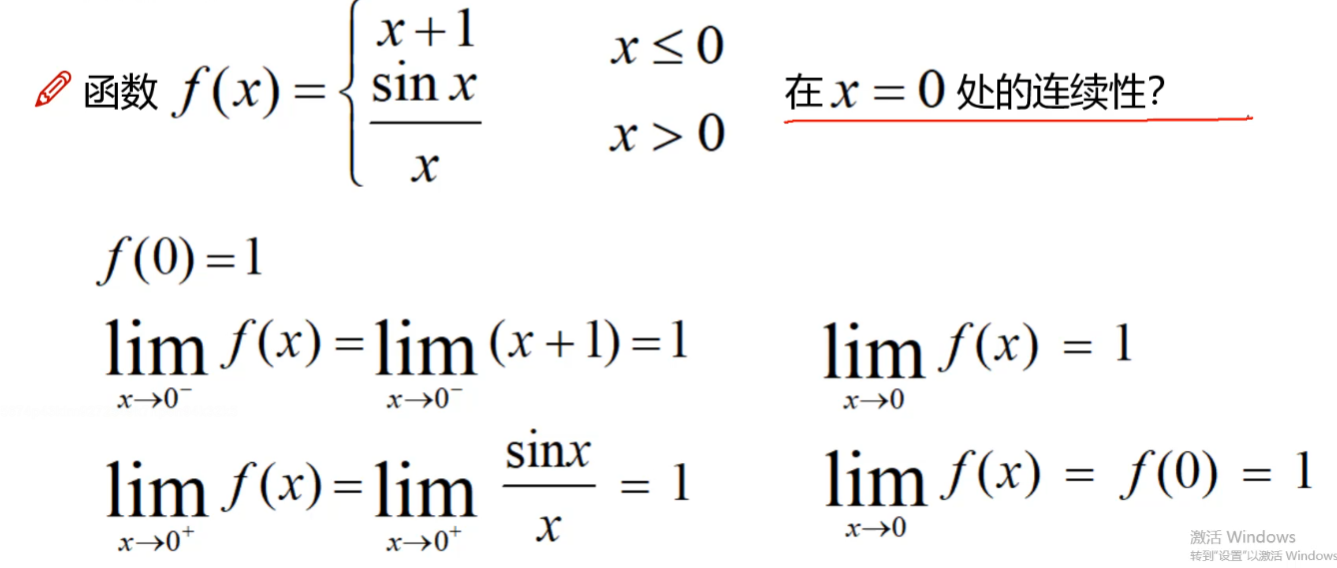 函数 f(x) = { x+1    x ≤ 0
sin x / x    x > 0    在 x = 0 处的连续性?
f(0) = 1
lim_{x→0⁻} f(x) = lim_{x→0⁻} (x+1) = 1
lim_{x→0⁺} f(x) = lim_{x→0⁺} sinx / x = 1
lim_{x→0} f(x) = 1
lim_{x→0} f(x) = f(0) = 1
激活 Windows
转到"设置"以激活 Windows